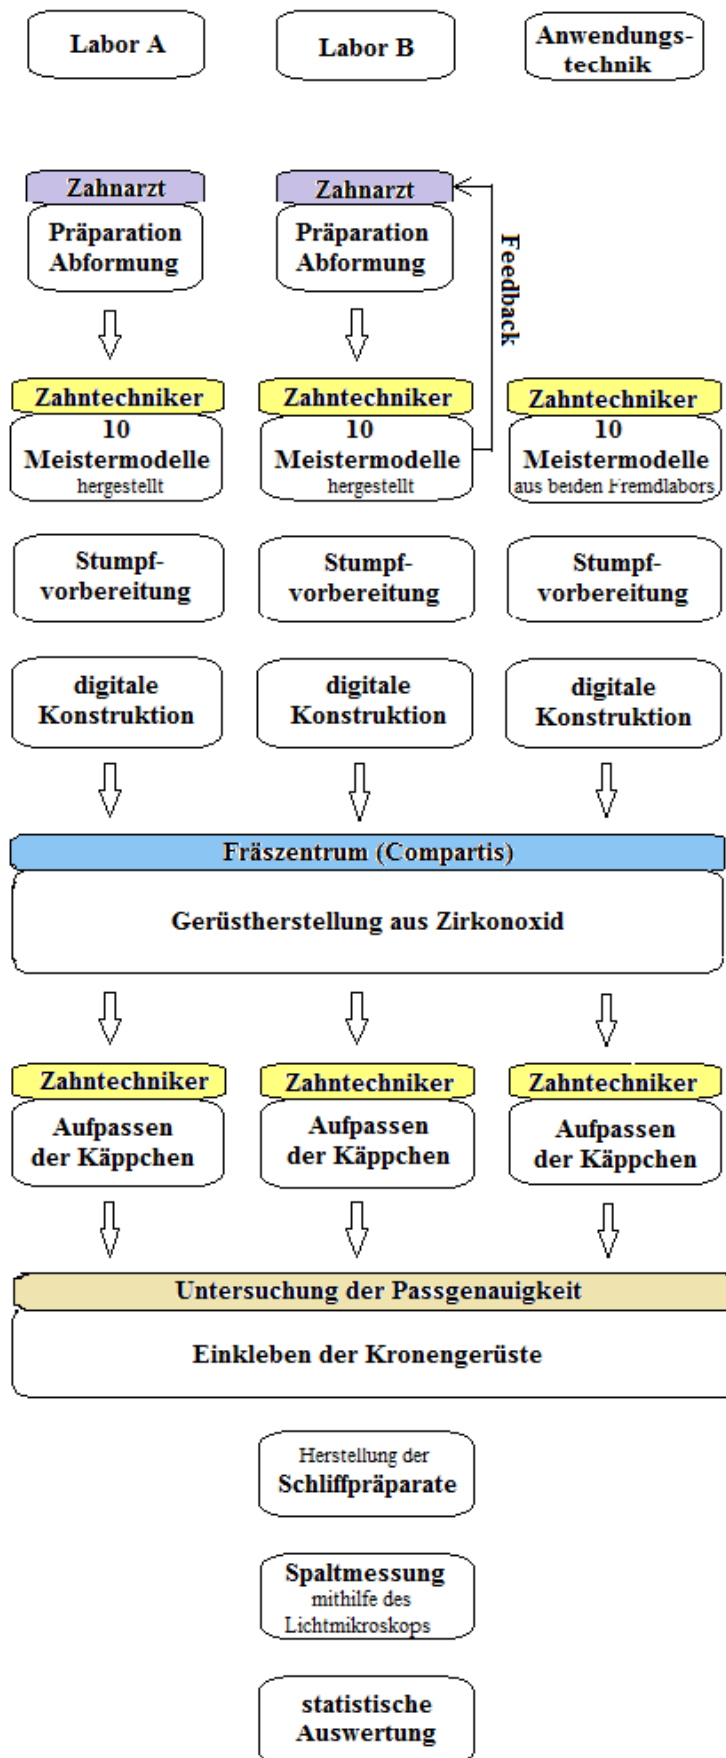 Labor A
Labor B
Anwendungs-
technik
Zahnarzt
Präparation
Abformung
Zahnarzt
Präparation
Abformung
Feedback
Zahntechniker
10
Meistermodelle
hergestellt
Zahntechniker
10
Meistermodelle
hergestellt
Zahntechniker
10
Meistermodelle
aus beiden Fremdlabors
Stumpf-
vorbereitung
Stumpf-
vorbereitung
Stumpf-
vorbereitung
digitale
Konstruktion
digitale
Konstruktion
digitale
Konstruktion
Fräszentrum (Compartis)
Gerüstherstellung aus Zirkonoxid
Zahntechniker
Aufpassen
der Käppchen
Zahntechniker
Aufpassen
der Käppchen
Zahntechniker
Aufpassen
der Käppchen
Untersuchung der Passgenauigkeit
Einkleben der Kronengerüste
Herstellung der
Schliffpräparate
Spaltmessung
mithilfe des
Lichtmikroskops
statistische
Auswertung